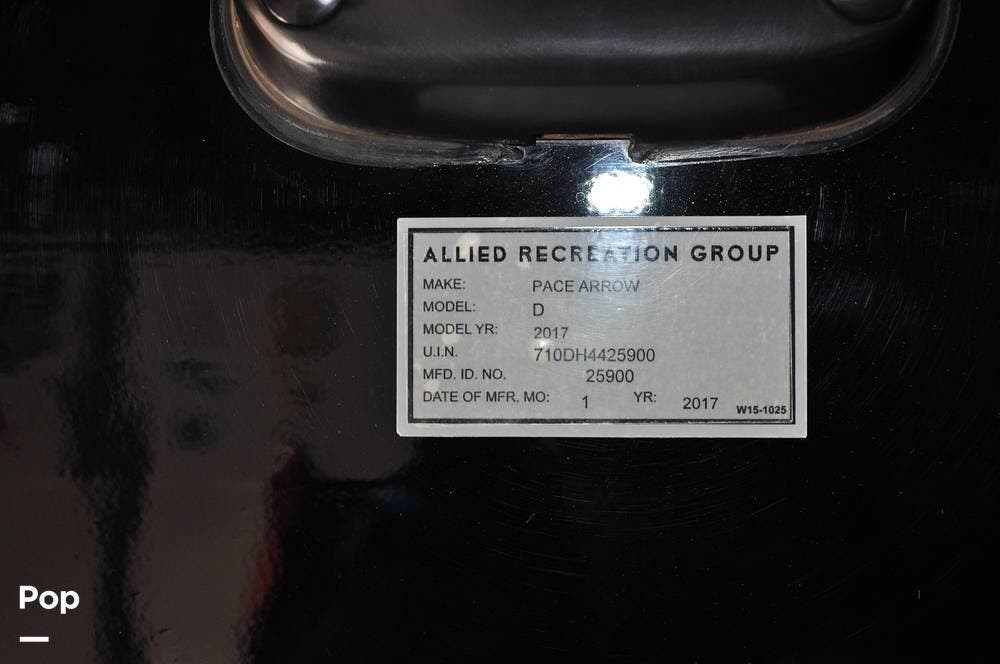 ALLIED RECREATION GROUP
MAKE: PACE ARROW
MODEL: D
MODEL YR: 2017
U.I.N. 710DH4425900
MFD. ID. NO. 25900
DATE OF MFR. MO: 1 YR: 2017 W15-1025
Pop